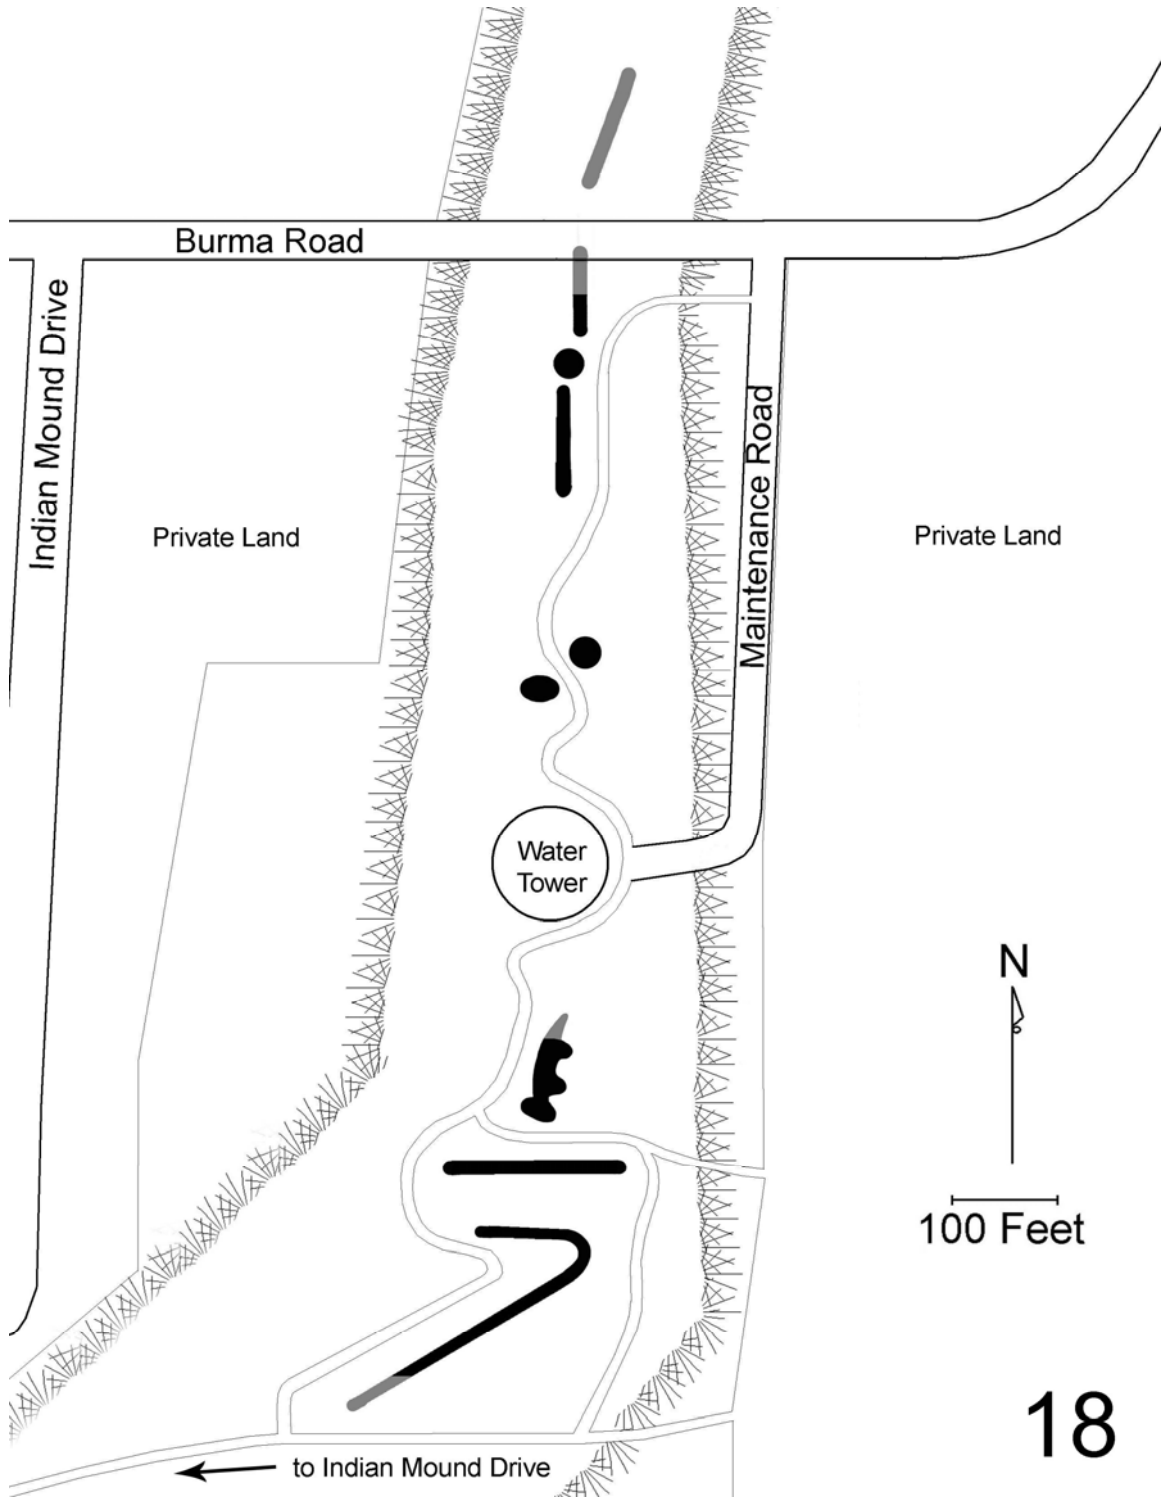 Burma Road
Indian Mound Drive
Maintenance Road
Private Land
Private Land
Water
Tower
N
100 Feet
18
to Indian Mound Drive